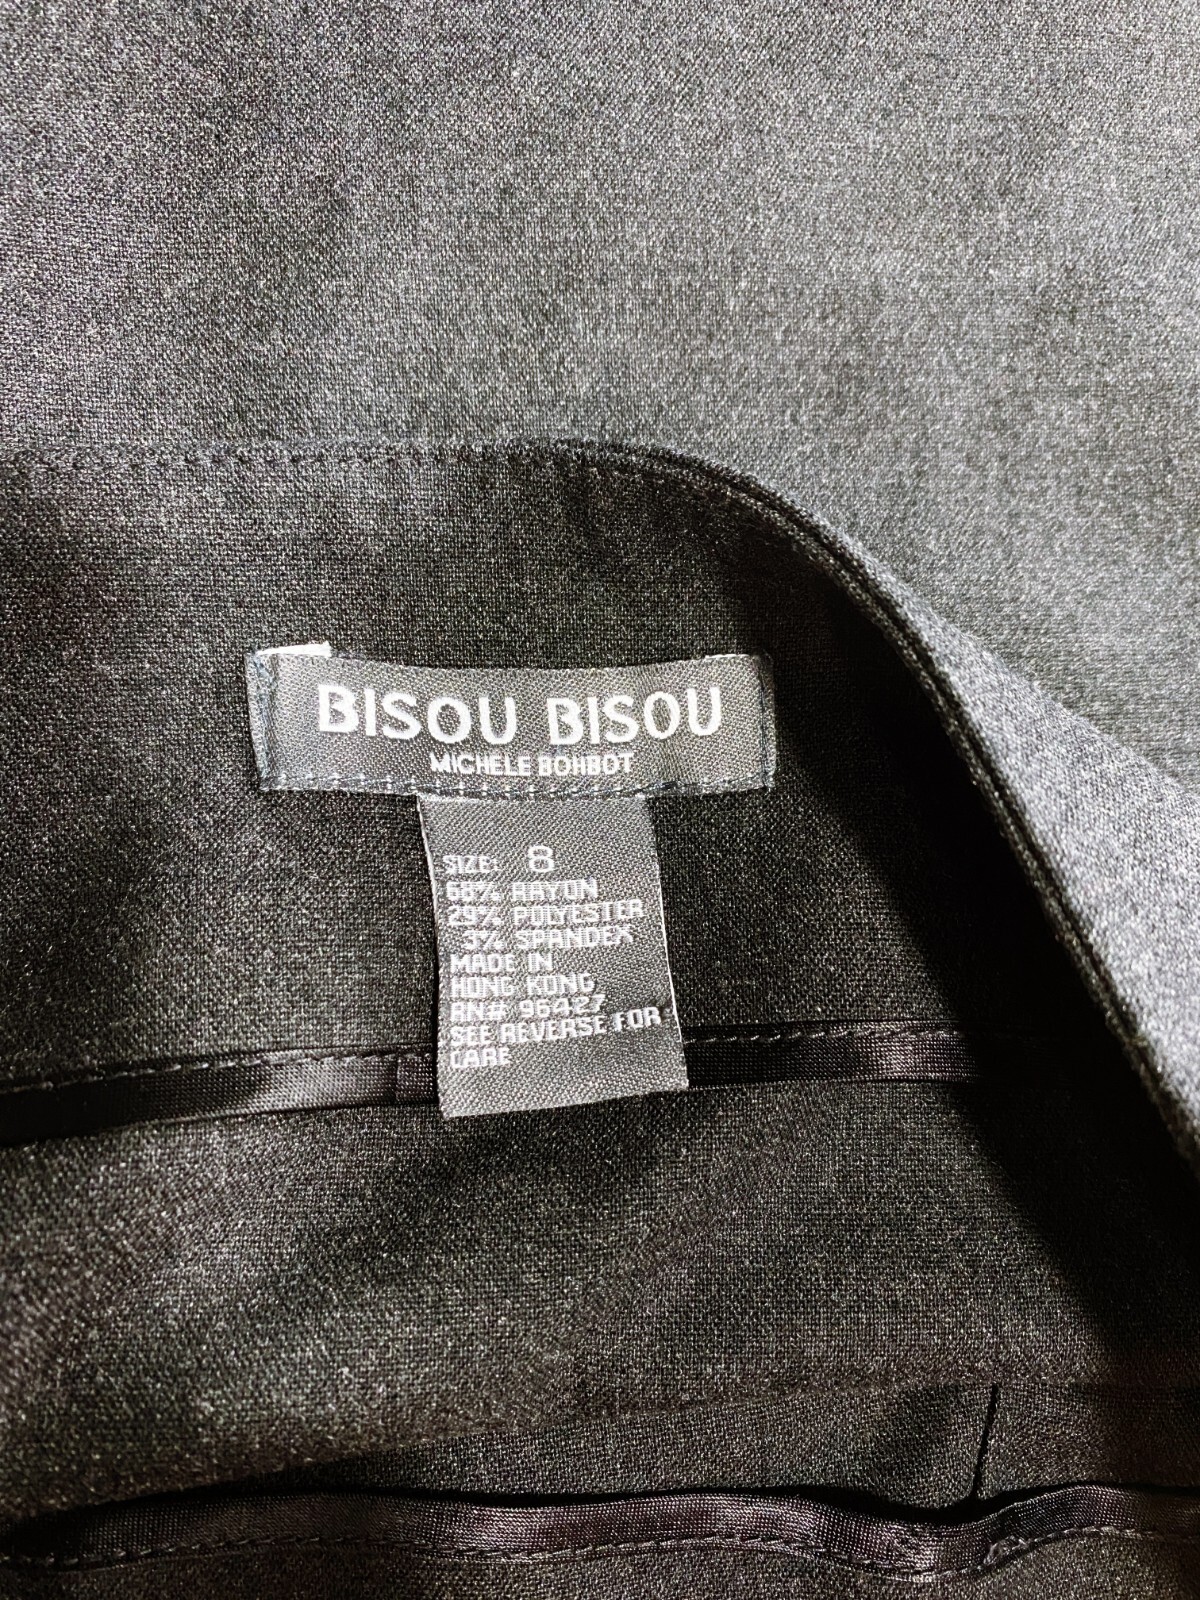 BISOU BISOU
MICHELE BOHBOT
SIZE: 8
68% RAYON
29% POLYESTER
3% SPANDEX
MADE IN
HONG KONG
RN# 96427
SEE REVERSE FOR
CARE